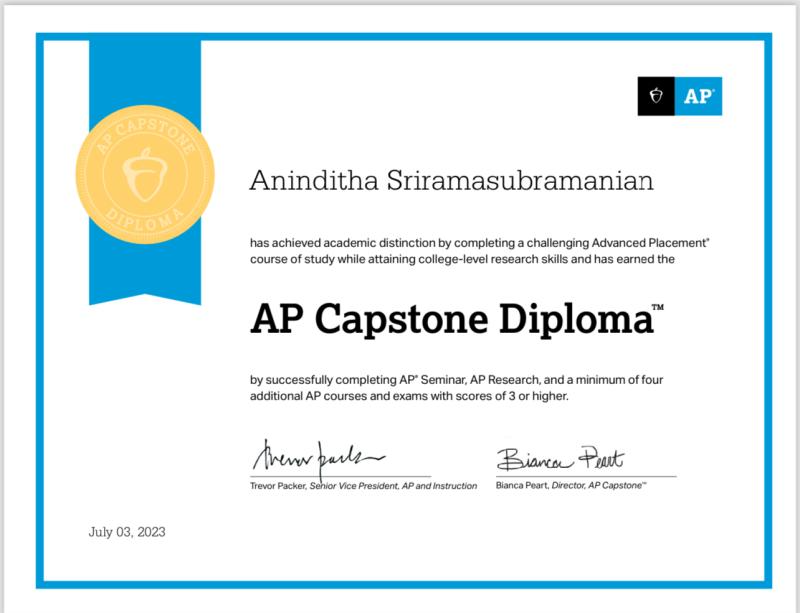 AP CAPSTONE
DIPLOMA
AP®
Aninditha Sriramasubramanian
has achieved academic distinction by completing a challenging Advanced Placement®
course of study while attaining college-level research skills and has earned the
AP Capstone Diploma™
by successfully completing AP® Seminar, AP Research, and a minimum of four
additional AP courses and exams with scores of 3 or higher.
Trevor Packer
Bianca Peart
Trevor Packer, Senior Vice President, AP and Instruction
Bianca Peart, Director, AP Capstone™
July 03, 2023